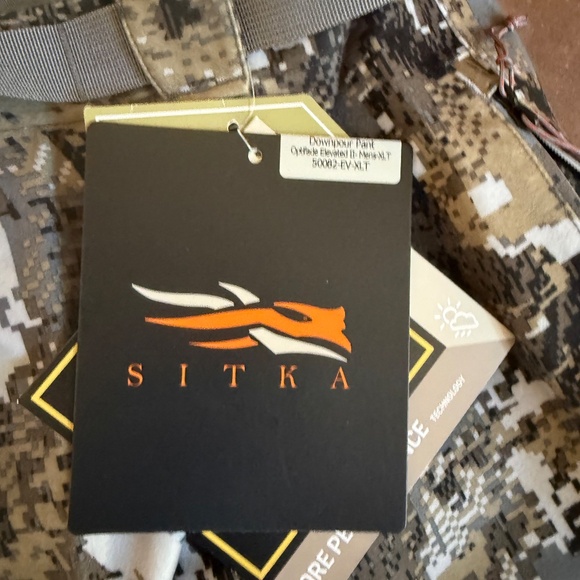 Downpour Pant
Optifade Elevated II- Mens-XLT
50082-EV-XLT
SITKA
TECHNOLOGY